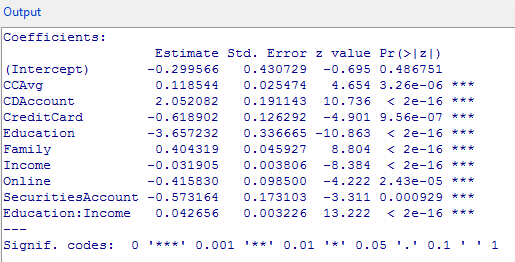 Output
Coefficients:
Estimate Std. Error z value Pr(>|z|)
(Intercept) -0.299566 0.430729 -0.695 0.486751
CCAvg 0.118544 0.025474 4.654 3.26e-06 ***
CDAccount 2.052082 0.191143 10.736 < 2e-16 ***
CreditCard -0.618902 0.126292 -4.901 9.56e-07 ***
Education -3.657232 0.336665 -10.863 < 2e-16 ***
Family 0.404319 0.045927 8.804 < 2e-16 ***
Income -0.031905 0.003806 -8.384 < 2e-16 ***
Online -0.415830 0.098500 -4.222 2.43e-05 ***
SecuritiesAccount -0.573164 0.173103 -3.311 0.000929 ***
Education:Income 0.042656 0.003226 13.222 < 2e-16 ***
---
Signif. codes: 0 '***' 0.001 '**' 0.01 '*' 0.05 '.' 0.1 ' ' 1